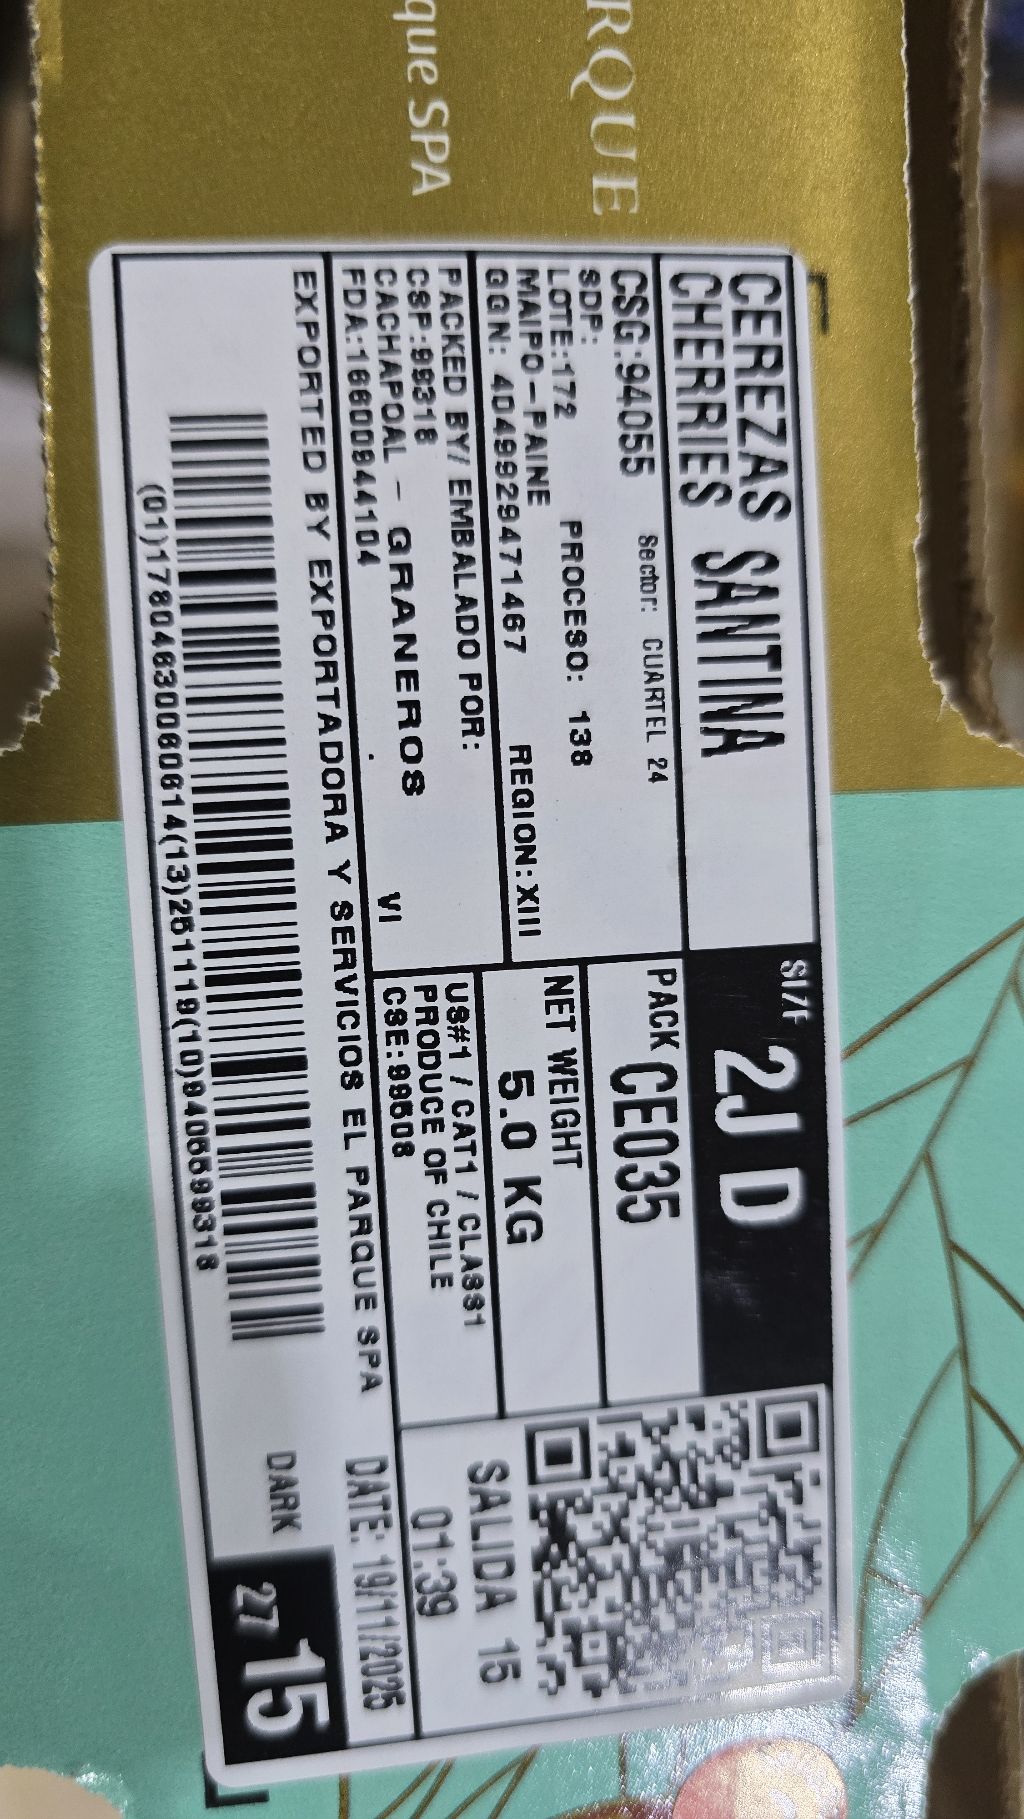 RQUE
que SPA
CEREZAS
CHERRIES SANTINA
SIZE 2J D
CSG:94055 Sector: CUARTEL 24
SDP:
LOTE:172 PROCESO: 138
MAIPO-PAINE REGION:XIII
GGN: 4049929471467
PACK CE035
NET WEIGHT
5.0 KG
PACKED BY/ EMBALADO POR:
CSP:99318
CACHAPOAL - GRANEROS VI
FDA:16600944104
US#1 / CAT1 / CLASS1
PRODUCE OF CHILE
CSE:98608
SALIDA 15
01:39
EXPORTED BY EXPORTADORA Y SERVICIOS EL PARQUE SPA DATE: 19/11/2025
(01)17804630060614(13)251119(10)9405599318
DARK
27 15